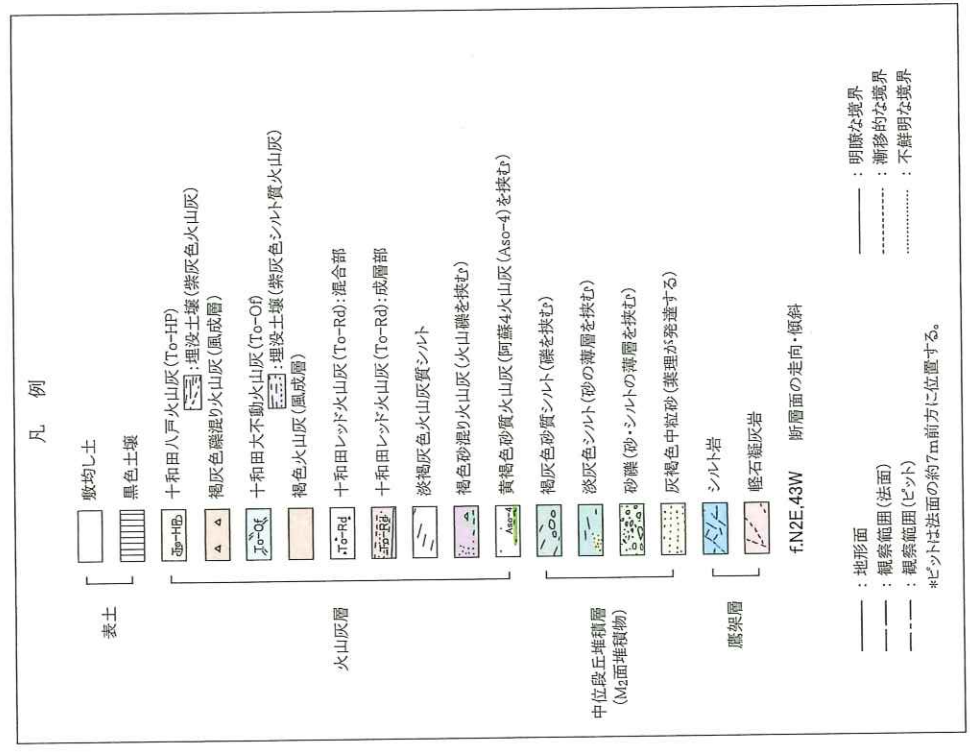 凡 例
表土
敷均し土
黒色土壌
火山灰層
To-HP
十和田八戸火山灰(To-HP)
:埋没土壌(紫灰色火山灰)
褐灰色礫混り火山灰(風成層)
To-Of
十和田大不動火山灰(To-Of)
:埋没土壌(紫灰色シルト質火山灰)
褐色火山灰(風成層)
To-Rd
十和田レッド火山灰(To-Rd):混合部
To-Rd
十和田レッド火山灰(To-Rd):成層部
淡褐灰色火山灰質シルト
褐色砂混り火山灰(火山礫を挟む)
Aso-4
黄褐色砂質火山灰(阿蘇4火山灰(Aso-4)を挟む)
中位段丘堆積層
(M2面堆積物)
褐灰色砂質シルト(礫を挟む)
淡灰色シルト(砂の薄層を挟む)
砂礫(砂・シルトの薄層を挟む)
灰褐色中粒砂(葉理が発達する)
鷹架層
シルト岩
軽石凝灰岩
f.N2E,43W 断層面の走向・傾斜
:地形面
:観察範囲(法面)
:観察範囲(ピット)
*ピットは法面の約7m前方に位置する。
:明瞭な境界
:漸移的な境界
:不鮮明な境界